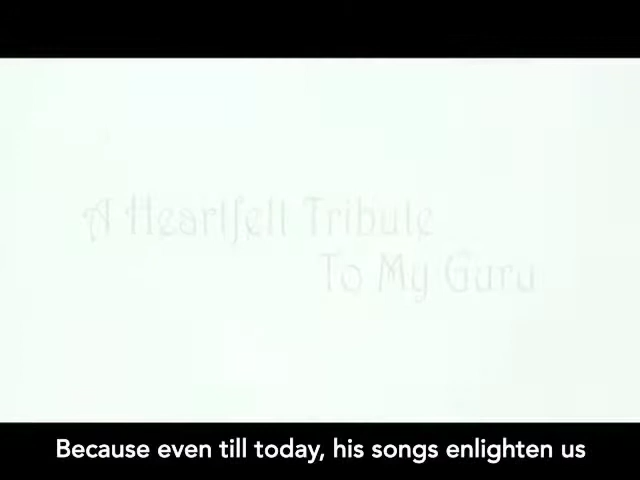 A Heartfelt Tribute
To My Guru
Because even till today, his songs enlighten us